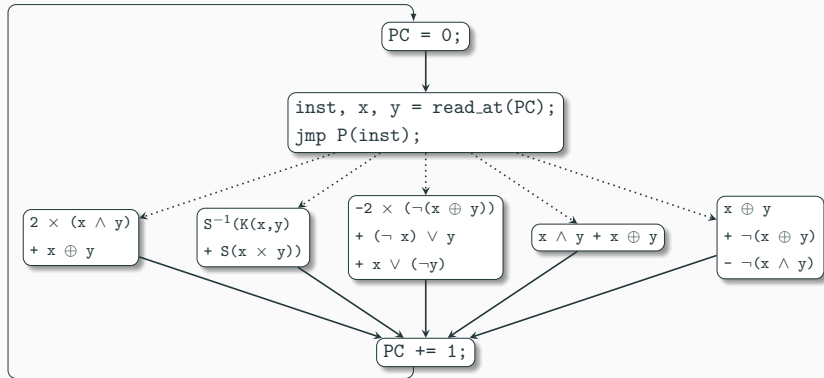 PC = 0;
inst, x, y = read_at(PC);
jmp P(inst);
2 × (x ∧ y)
+ x ⊕ y
S⁻¹(K(x,y)
+ S(x × y))
-2 × (¬(x ⊕ y))
+ (¬ x) ∨ y
+ x ∨ (¬y)
x ∧ y + x ⊕ y
x ⊕ y
+ ¬(x ⊕ y)
- ¬(x ∧ y)
PC += 1;